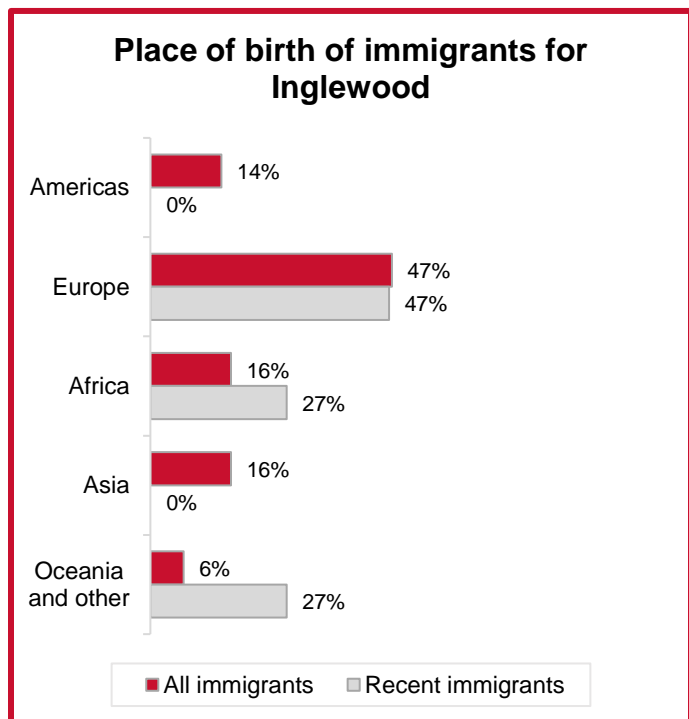 Place of birth of immigrants for
Inglewood
Americas
14%
0%
Europe
47%
47%
Africa
16%
27%
Asia
16%
0%
Oceania
and other
6%
27%
All immigrants
Recent immigrants